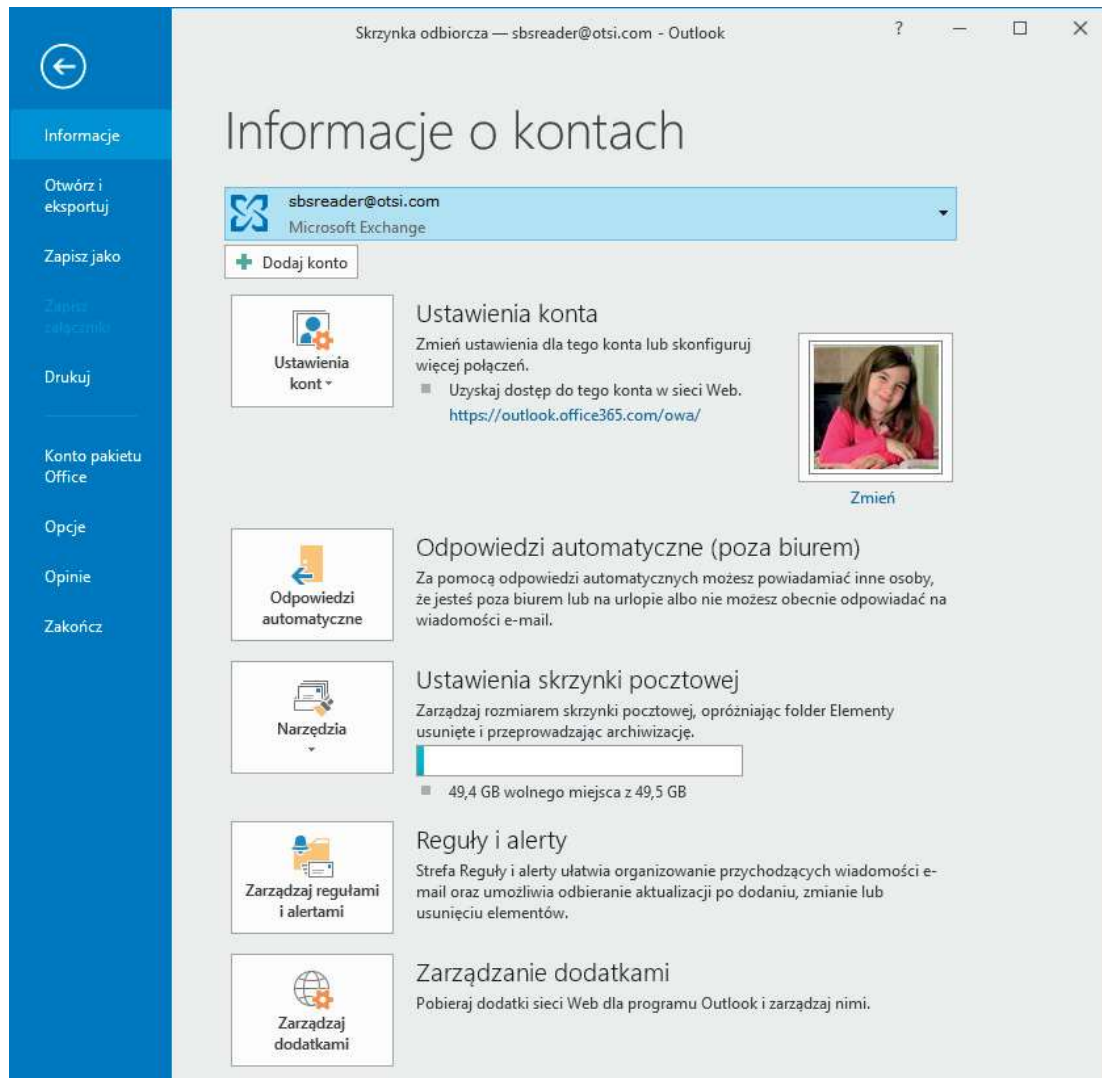 Skrzynka odbiorcza — sbsreader@otsi.com - Outlook
?
Informacje
Otwórz i
eksportuj
Zapisz jako
Zapisz
załączniki
Drukuj
Konto pakietu
Office
Opcje
Opinie
Zakończ
Informacje o kontach
sbsreader@otsi.com
Microsoft Exchange
Dodaj konto
Ustawienia
kont
Ustawienia konta
Zmień ustawienia dla tego konta lub skonfiguruj
więcej połączeń.
Uzyskaj dostęp do tego konta w sieci Web.
https://outlook.office365.com/owa/
Zmień
Odpowiedzi
automatyczne
Odpowiedzi automatyczne (poza biurem)
Za pomocą odpowiedzi automatycznych możesz powiadamiać inne osoby,
że jesteś poza biurem lub na urlopie albo nie możesz obecnie odpowiadać na
wiadomości e-mail.
Narzędzia
Ustawienia skrzynki pocztowej
Zarządzaj rozmiarem skrzynki pocztowej, opróżniając folder Elementy
usunięte i przeprowadzając archiwizację.
49,4 GB wolnego miejsca z 49,5 GB
Zarządzaj regułami
i alertami
Reguły i alerty
Strefa Reguły i alerty ułatwia organizowanie przychodzących wiadomości e-
mail oraz umożliwia odbieranie aktualizacji po dodaniu, zmianie lub
usunięciu elementów.
Zarządzaj
dodatkami
Zarządzanie dodatkami
Pobieraj dodatki sieci Web dla programu Outlook i zarządzaj nimi.